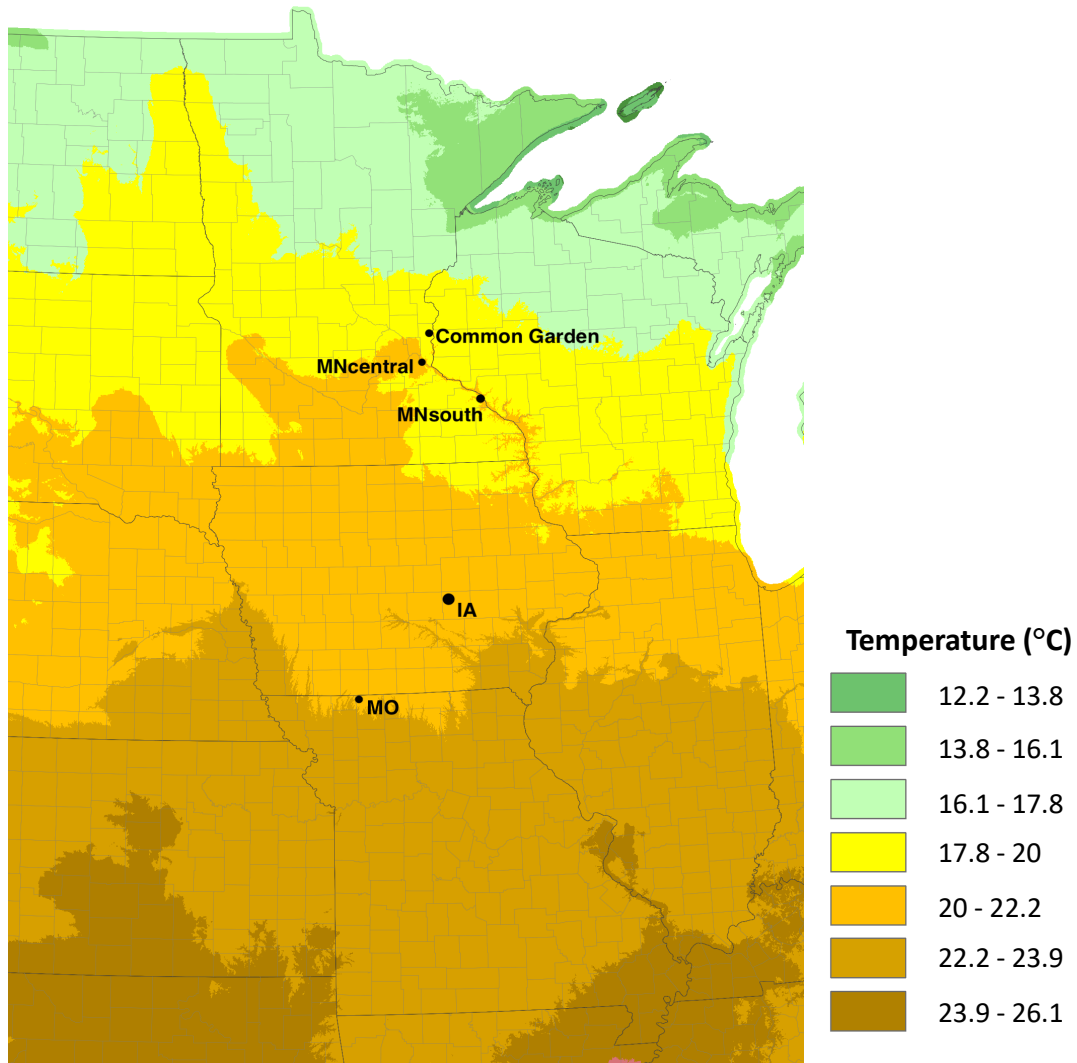 Common Garden
MNcentral
MNsouth
IA
MO
Temperature (°C)
12.2 - 13.8
13.8 - 16.1
16.1 - 17.8
17.8 - 20
20 - 22.2
22.2 - 23.9
23.9 - 26.1